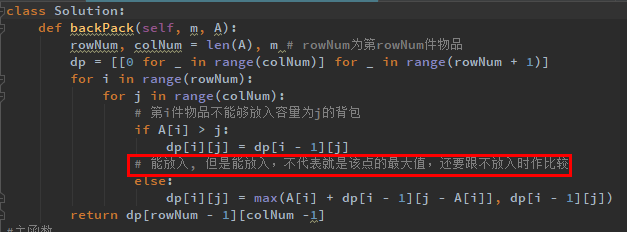 class Solution:
    def backPack(self, m, A):
        rowNum, colNum = len(A), m # rowNum为第rowNum件物品
        dp = [[0 for _ in range(colNum)] for _ in range(rowNum + 1)]
        for i in range(rowNum):
            for j in range(colNum):
                # 第i件物品不能够放入容量为j的背包
                if A[i] > j:
                    dp[i][j] = dp[i - 1][j]
                # 能放入, 但是能放入，不代表就是该点的最大值，还要跟不放入时作比较
                else:
                    dp[i][j] = max(A[i] + dp[i - 1][j - A[i]], dp[i - 1][j])
        return dp[rowNum - 1][colNum -1]
#主函数